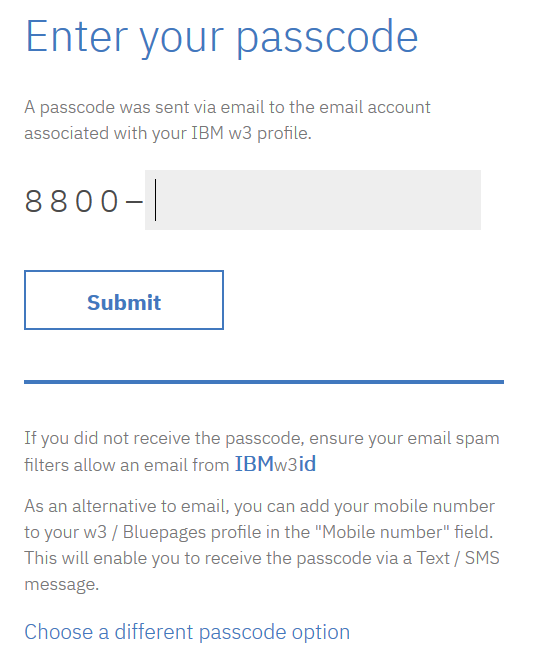 Enter your passcode
A passcode was sent via email to the email account
associated with your IBM w3 profile.
8800–
Submit
If you did not receive the passcode, ensure your email spam
filters allow an email from IBMw3id
As an alternative to email, you can add your mobile number
to your w3 / Bluepages profile in the "Mobile number" field.
This will enable you to receive the passcode via a Text / SMS
message.
Choose a different passcode option